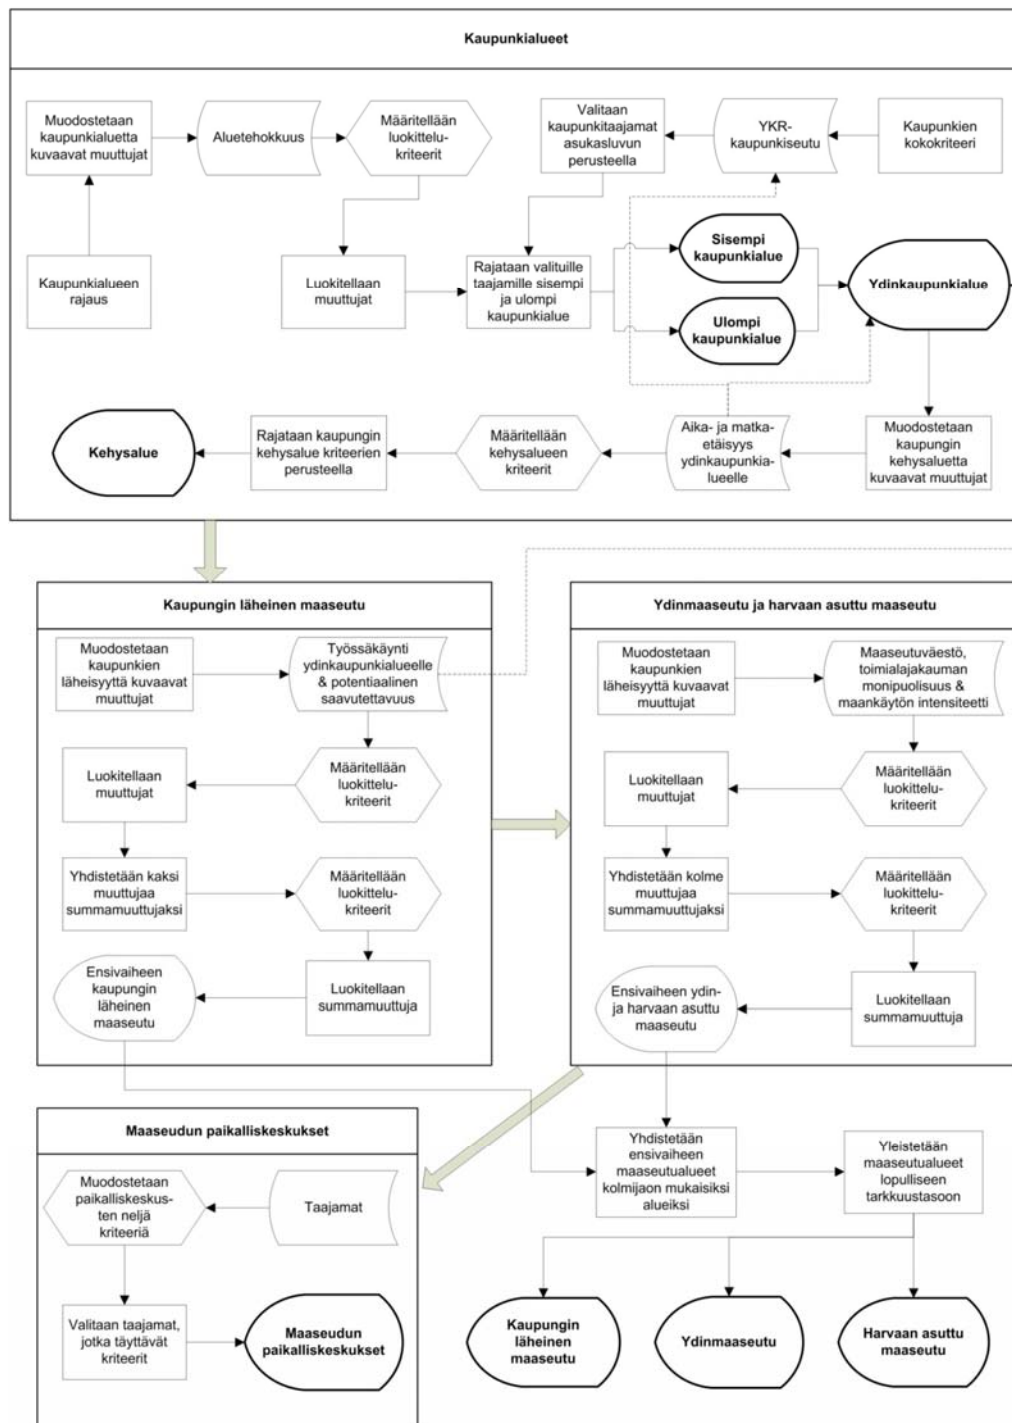 Kaupunkialueet
Muodostetaan
kaupunkialuetta
kuvaavat muuttujat
Aluetehokkuus
Määritellään
luokittelu-
kriteerit
Valitaan
kaupunkitaajamat
asukasluvun
perusteella
YKR-
kaupunkiseutu
Kaupunkien
kokokriteeri
Kaupunkialueen
rajaus
Luokitellaan
muuttujat
Rajataan valituille
taajamille sisempi
ja ulompi
kaupunkialue
Sisempi
kaupunkialue
Ulompi
kaupunkialue
Ydinkaupunkialue
Kehysalue
Rajataan kaupungin
kehysalue kriteerien
perusteella
Määritellään
kehysalueen
kriteerit
Aika- ja matka-
etäisyys
ydinkaupunkia-
lueelle
Muodostetaan
kaupungin
kehysaluetta
kuvaavat muuttujat
Kaupungin läheinen maaseutu
Muodostetaan
kaupunkien
läheisyyttä kuvaavat
muuttujat
Työssäkäynti
ydinkaupunkialueelle
& potentiaalinen
saavutettavuus
Luokitellaan
muuttujat
Määritellään
luokittelu-
kriteerit
Yhdistetään kaksi
muuttujaa
summamuuttujaksi
Määritellään
luokittelu-
kriteerit
Ensivaiheen
kaupungin
läheinen
maaseutu
Luokitellaan
summamuuttuja
Ydinmaaseutu ja harvaan asuttu maaseutu
Muodostetaan
kaupunkien
läheisyyttä kuvaavat
muuttujat
Maaseutuväestö,
toimialajakauman
monipuolisuus &
maankäytön intensiteetti
Luokitellaan
muuttujat
Määritellään
luokittelu-
kriteerit
Yhdistetään kolme
muuttujaa
summamuuttujaksi
Määritellään
luokittelu-
kriteerit
Ensivaiheen ydin-
ja harvaan asuttu
maaseutu
Luokitellaan
summamuuttuja
Maaseudun paikalliskeskukset
Muodostetaan
paikalliskeskus-
ten neljä
kriteeriä
Taajamat
Valitaan taajamat,
jotka täyttävät
kriteerit
Maaseudun
paikalliskeskukset
Yhdistetään
ensivaiheen
maaseutualueet
kolmijaon mukaisiksi
alueiksi
Yleistetään
maaseutualueet
lopulliseen
tarkkuustasoon
Kaupungin
läheinen
maaseutu
Ydinmaaseutu
Harvaan asuttu
maaseutu